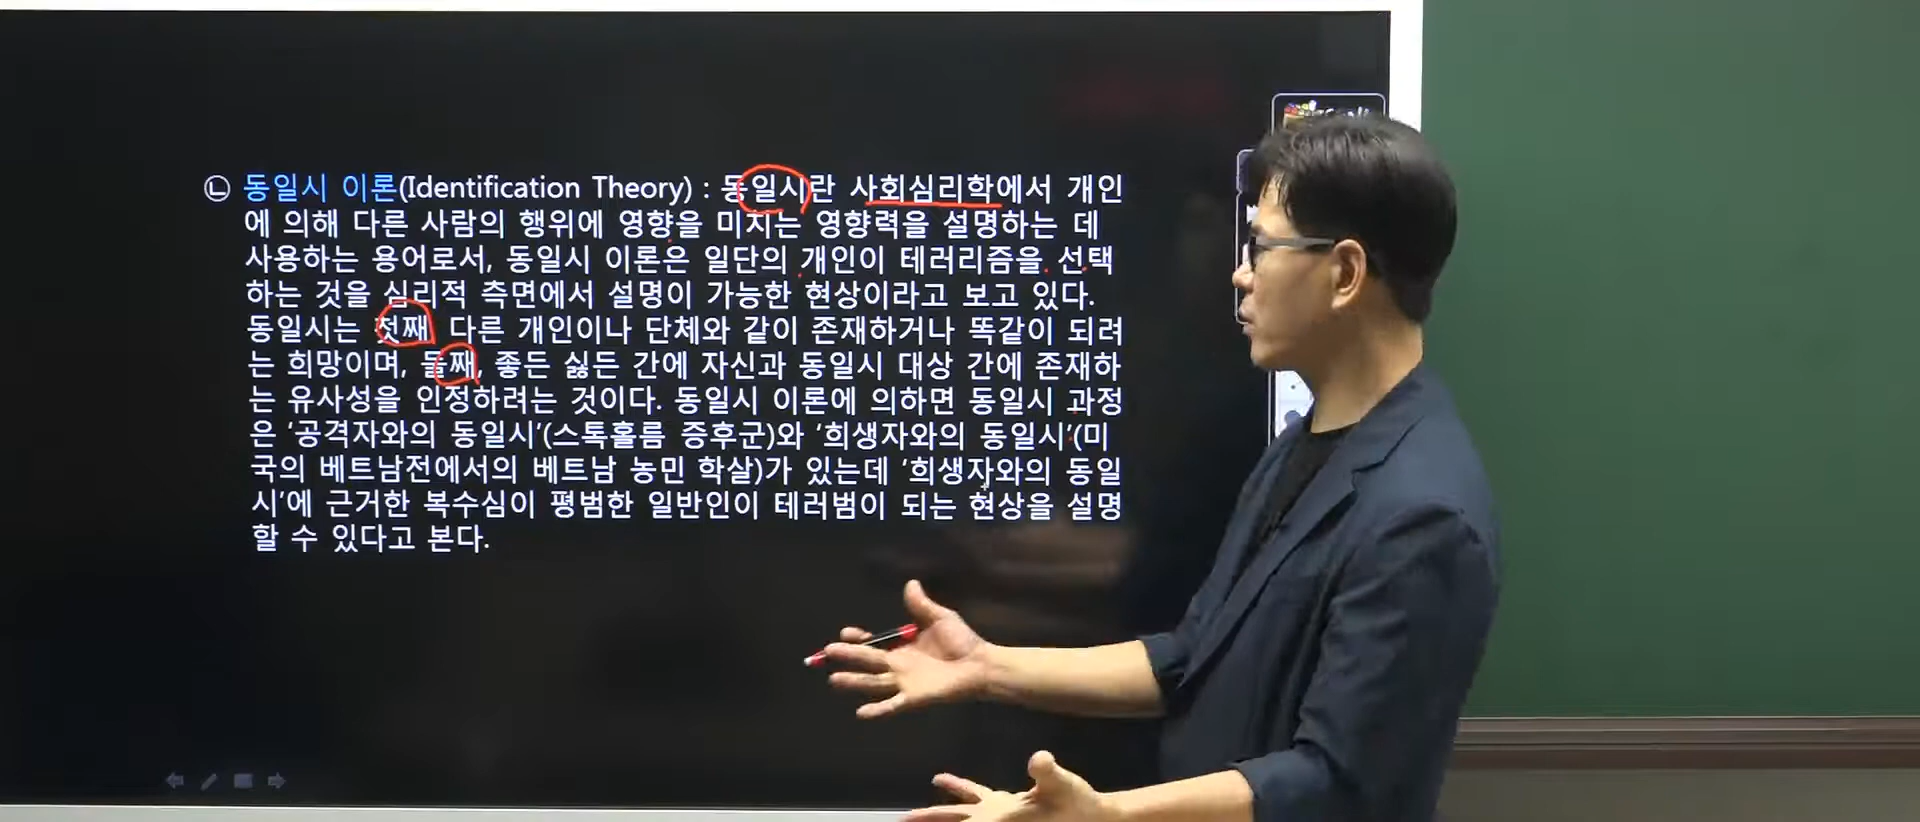 ㉡ 동일시 이론(Identification Theory) : 동일시란 사회심리학에서 개인
에 의해 다른 사람의 행위에 영향을 미치는 영향력을 설명하는 데
사용하는 용어로서, 동일시 이론은 일단의 개인이 테러리즘을 선택
하는 것을 심리적 측면에서 설명이 가능한 현상이라고 보고 있다.
동일시는 첫째, 다른 개인이나 단체와 같이 존재하거나 똑같이 되려
는 희망이며, 둘째, 좋든 싫든 간에 자신과 동일시 대상 간에 존재하
는 유사성을 인정하려는 것이다. 동일시 이론에 의하면 동일시 과정
은 '공격자와의 동일시'(스톡홀름 증후군)와 '희생자와의 동일시'(미
국의 베트남전에서의 베트남 농민 학살)가 있는데 '희생자와의 동일
시'에 근거한 복수심이 평범한 일반인이 테러범이 되는 현상을 설명
할 수 있다고 본다.